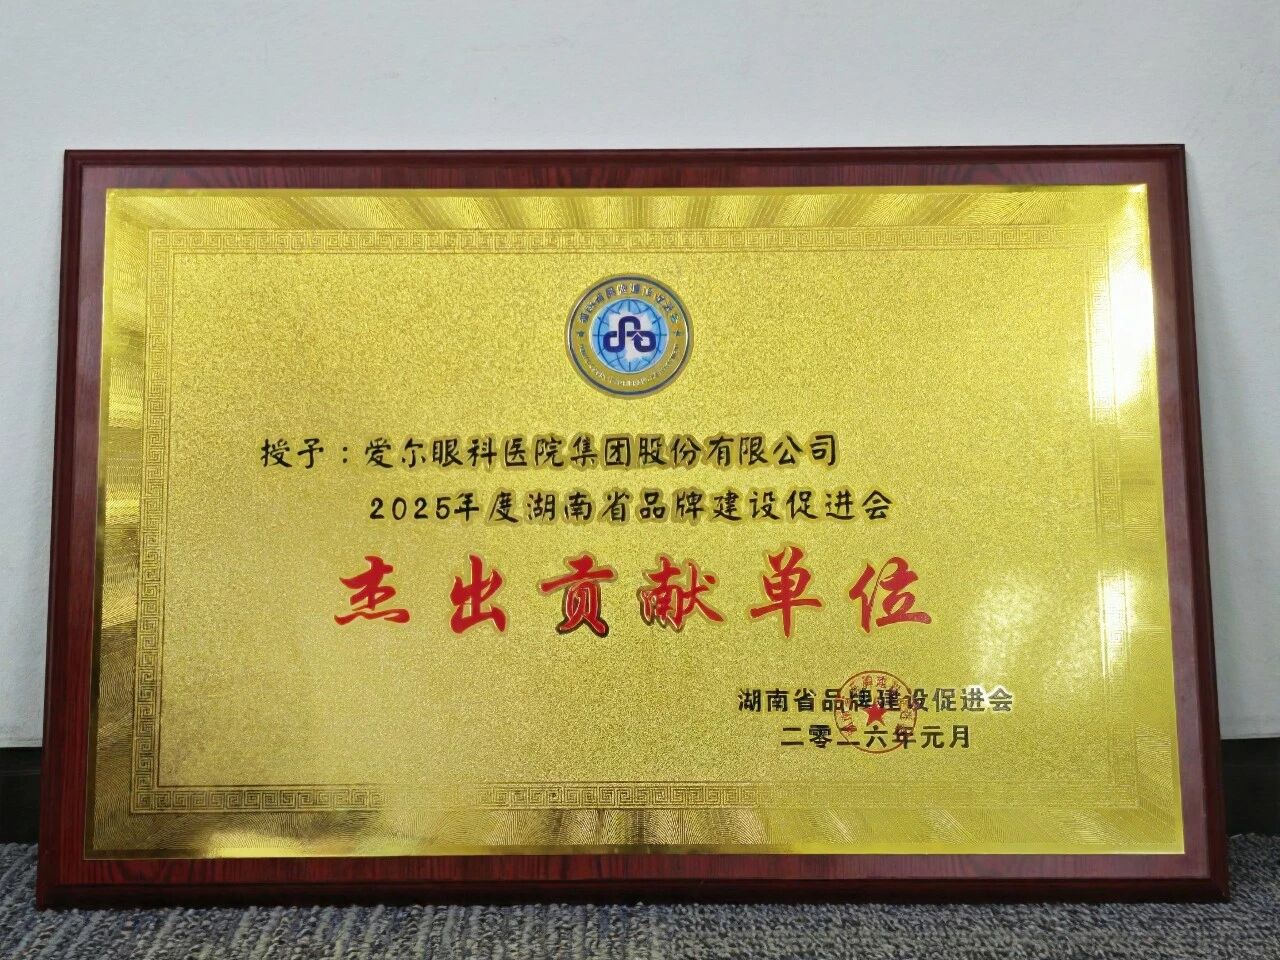 授予：爱尔眼科医院集团股份有限公司
2025年度湖南省品牌建设促进会
杰出贡献单位
湖南省品牌建设促进会
二零二六年元月